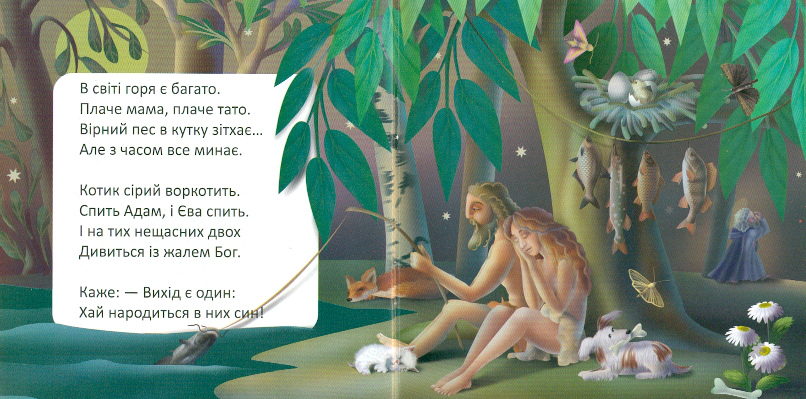 В світі горя є багато.
Плаче мама, плаче тато.
Вірний пес в кутку зітхає...
Але з часом все минає.
Котик сірий воркотить.
Спить Адам, і Єва спить.
І на тих нещасних двох
Дивиться із жалем Бог.
Каже: — Вихід є один:
Хай народиться в них син!